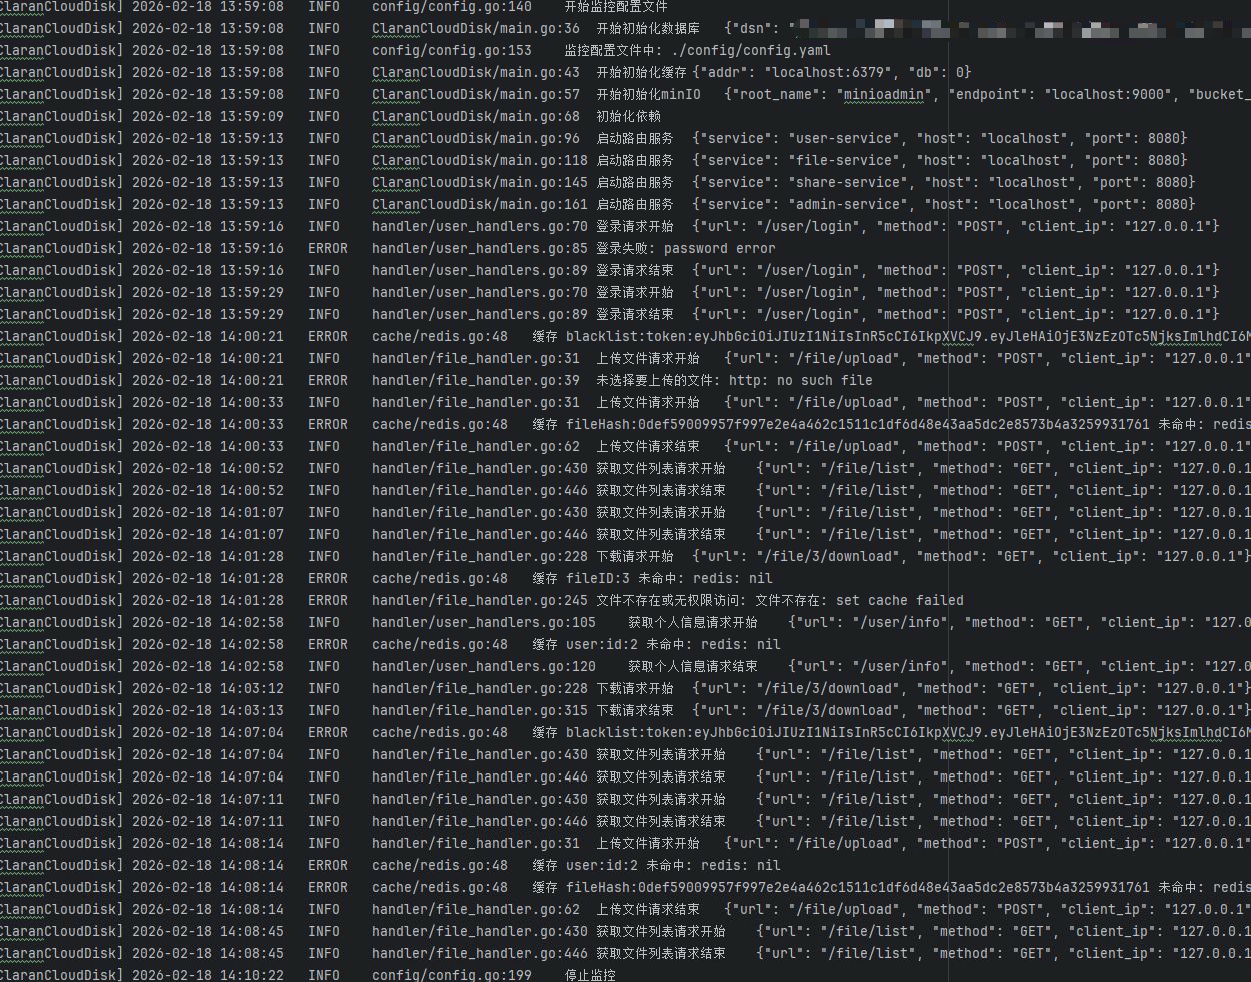 ClaranCloudDisk] 2026-02-18 13:59:08 INFO config/config.go:140 开始监控配置文件
ClaranCloudDisk] 2026-02-18 13:59:08 INFO ClaranCloudDisk/main.go:36 开始初始化数据库 {"dsn": "
ClaranCloudDisk] 2026-02-18 13:59:08 INFO config/config.go:153 监控配置文件中: ./config/config.yaml
ClaranCloudDisk] 2026-02-18 13:59:08 INFO ClaranCloudDisk/main.go:43 开始初始化缓存 {"addr": "localhost:6379", "db": 0}
ClaranCloudDisk] 2026-02-18 13:59:08 INFO ClaranCloudDisk/main.go:57 开始初始化minIO {"root_name": "minioadmin", "endpoint": "localhost:9000", "bucket_
ClaranCloudDisk] 2026-02-18 13:59:09 INFO ClaranCloudDisk/main.go:68 初始化依赖
ClaranCloudDisk] 2026-02-18 13:59:13 INFO ClaranCloudDisk/main.go:96 启动路由服务 {"service": "user-service", "host": "localhost", "port": 8080}
ClaranCloudDisk] 2026-02-18 13:59:13 INFO ClaranCloudDisk/main.go:118 启动路由服务 {"service": "file-service", "host": "localhost", "port": 8080}
ClaranCloudDisk] 2026-02-18 13:59:13 INFO ClaranCloudDisk/main.go:145 启动路由服务 {"service": "share-service", "host": "localhost", "port": 8080}
ClaranCloudDisk] 2026-02-18 13:59:13 INFO ClaranCloudDisk/main.go:161 启动路由服务 {"service": "admin-service", "host": "localhost", "port": 8080}
ClaranCloudDisk] 2026-02-18 13:59:16 INFO handler/user_handlers.go:70 登录请求开始 {"url": "/user/login", "method": "POST", "client_ip": "127.0.0.1"}
ClaranCloudDisk] 2026-02-18 13:59:16 ERROR handler/user_handlers.go:85 登录失败: password error
ClaranCloudDisk] 2026-02-18 13:59:16 INFO handler/user_handlers.go:89 登录请求结束 {"url": "/user/login", "method": "POST", "client_ip": "127.0.0.1"}
ClaranCloudDisk] 2026-02-18 13:59:29 INFO handler/user_handlers.go:70 登录请求开始 {"url": "/user/login", "method": "POST", "client_ip": "127.0.0.1"}
ClaranCloudDisk] 2026-02-18 13:59:29 INFO handler/user_handlers.go:89 登录请求结束 {"url": "/user/login", "method": "POST", "client_ip": "127.0.0.1"}
ClaranCloudDisk] 2026-02-18 14:00:21 ERROR cache/redis.go:48 缓存 blacklist:token:eyJhbGciOiJIUzI1NiIsInR5cCI6IkpXVCJ9.eyJleHAiOjE3NzEzOTc5NjksImlhdCI6M
ClaranCloudDisk] 2026-02-18 14:00:21 INFO handler/file_handler.go:31 上传文件请求开始 {"url": "/file/upload", "method": "POST", "client_ip": "127.0.0.1"
ClaranCloudDisk] 2026-02-18 14:00:21 ERROR handler/file_handler.go:39 未选择要上传的文件: http: no such file
ClaranCloudDisk] 2026-02-18 14:00:33 INFO handler/file_handler.go:31 上传文件请求开始 {"url": "/file/upload", "method": "POST", "client_ip": "127.0.0.1"
ClaranCloudDisk] 2026-02-18 14:00:33 ERROR cache/redis.go:48 缓存 fileHash:0def59009957f997e2e4a462c1511c1df6d48e43aa5dc2e8573b4a3259931761 未命中: redis
ClaranCloudDisk] 2026-02-18 14:00:33 INFO handler/file_handler.go:62 上传文件请求结束 {"url": "/file/upload", "method": "POST", "client_ip": "127.0.0.1"
ClaranCloudDisk] 2026-02-18 14:00:52 INFO handler/file_handler.go:430 获取文件列表请求开始 {"url": "/file/list", "method": "GET", "client_ip": "127.0.0.1
ClaranCloudDisk] 2026-02-18 14:00:52 INFO handler/file_handler.go:446 获取文件列表请求结束 {"url": "/file/list", "method": "GET", "client_ip": "127.0.0.1
ClaranCloudDisk] 2026-02-18 14:01:07 INFO handler/file_handler.go:430 获取文件列表请求开始 {"url": "/file/list", "method": "GET", "client_ip": "127.0.0.1
ClaranCloudDisk] 2026-02-18 14:01:07 INFO handler/file_handler.go:446 获取文件列表请求结束 {"url": "/file/list", "method": "GET", "client_ip": "127.0.0.1
ClaranCloudDisk] 2026-02-18 14:01:28 INFO handler/file_handler.go:228 下载请求开始 {"url": "/file/3/download", "method": "GET", "client_ip": "127.0.0.1"}
ClaranCloudDisk] 2026-02-18 14:01:28 ERROR cache/redis.go:48 缓存 fileID:3 未命中: redis: nil
ClaranCloudDisk] 2026-02-18 14:01:28 ERROR handler/file_handler.go:245 文件不存在或无权限访问: 文件不存在: set cache failed
ClaranCloudDisk] 2026-02-18 14:02:58 INFO handler/user_handlers.go:105 获取个人信息请求开始 {"url": "/user/info", "method": "GET", "client_ip": "127.0
ClaranCloudDisk] 2026-02-18 14:02:58 ERROR cache/redis.go:48 缓存 user:id:2 未命中: redis: nil
ClaranCloudDisk] 2026-02-18 14:02:58 INFO handler/user_handlers.go:120 获取个人信息请求结束 {"url": "/user/info", "method": "GET", "client_ip": "127.0
ClaranCloudDisk] 2026-02-18 14:03:12 INFO handler/file_handler.go:228 下载请求开始 {"url": "/file/3/download", "method": "GET", "client_ip": "127.0.0.1"}
ClaranCloudDisk] 2026-02-18 14:03:13 INFO handler/file_handler.go:315 下载请求结束 {"url": "/file/3/download", "method": "GET", "client_ip": "127.0.0.1"}
ClaranCloudDisk] 2026-02-18 14:07:04 ERROR cache/redis.go:48 缓存 blacklist:token:eyJhbGciOiJIUzI1NiIsInR5cCI6IkpXVCJ9.eyJleHAiOjE3NzEzOTc5NjksImlhdCI6M
ClaranCloudDisk] 2026-02-18 14:07:04 INFO handler/file_handler.go:430 获取文件列表请求开始 {"url": "/file/list", "method": "GET", "client_ip": "127.0.0.1
ClaranCloudDisk] 2026-02-18 14:07:04 INFO handler/file_handler.go:446 获取文件列表请求结束 {"url": "/file/list", "method": "GET", "client_ip": "127.0.0.1
ClaranCloudDisk] 2026-02-18 14:07:11 INFO handler/file_handler.go:430 获取文件列表请求开始 {"url": "/file/list", "method": "GET", "client_ip": "127.0.0.1
ClaranCloudDisk] 2026-02-18 14:07:11 INFO handler/file_handler.go:446 获取文件列表请求结束 {"url": "/file/list", "method": "GET", "client_ip": "127.0.0.1
ClaranCloudDisk] 2026-02-18 14:08:14 INFO handler/file_handler.go:31 上传文件请求开始 {"url": "/file/upload", "method": "POST", "client_ip": "127.0.0.1"
ClaranCloudDisk] 2026-02-18 14:08:14 ERROR cache/redis.go:48 缓存 user:id:2 未命中: redis: nil
ClaranCloudDisk] 2026-02-18 14:08:14 ERROR cache/redis.go:48 缓存 fileHash:0def59009957f997e2e4a462c1511c1df6d48e43aa5dc2e8573b4a3259931761 未命中: redis
ClaranCloudDisk] 2026-02-18 14:08:14 INFO handler/file_handler.go:62 上传文件请求结束 {"url": "/file/upload", "method": "POST", "client_ip": "127.0.0.1"
ClaranCloudDisk] 2026-02-18 14:08:45 INFO handler/file_handler.go:430 获取文件列表请求开始 {"url": "/file/list", "method": "GET", "client_ip": "127.0.0.1
ClaranCloudDisk] 2026-02-18 14:08:45 INFO handler/file_handler.go:446 获取文件列表请求结束 {"url": "/file/list", "method": "GET", "client_ip": "127.0.0.1
ClaranCloudDisk] 2026-02-18 14:10:22 INFO config/config.go:199 停止监控